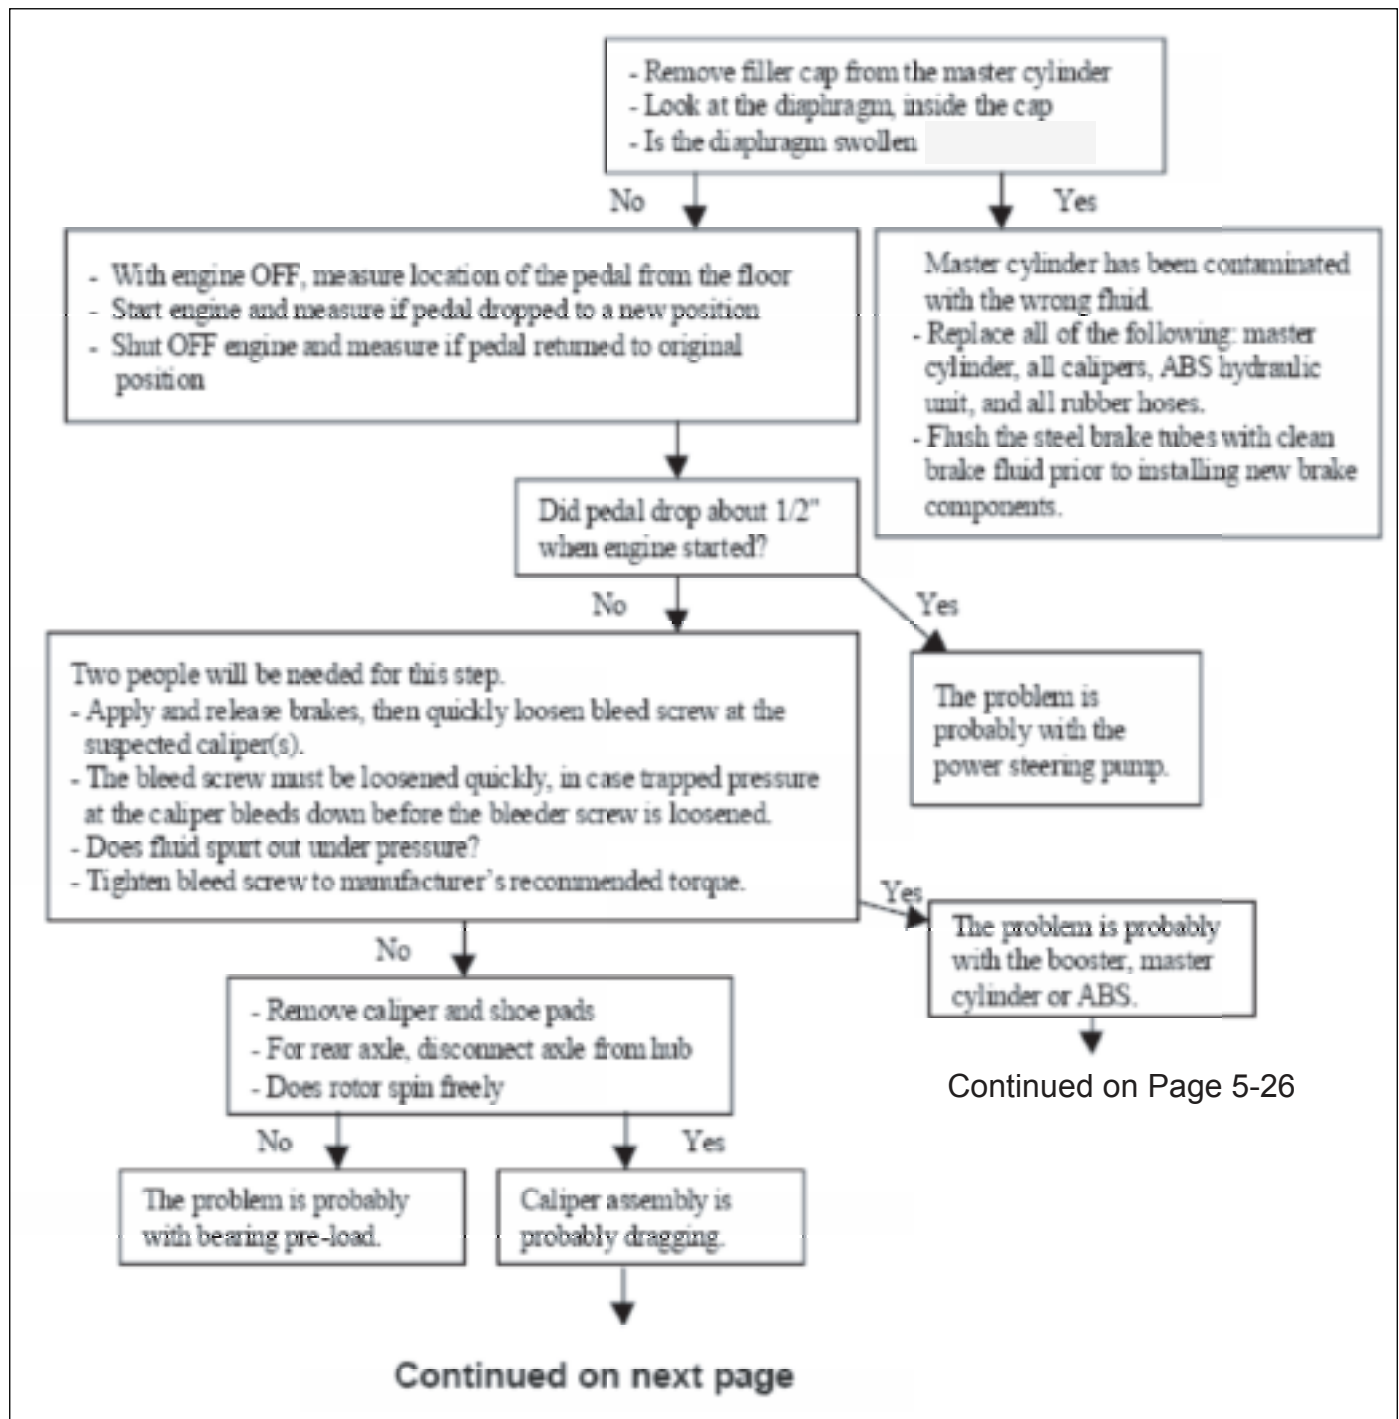 - Remove filler cap from the master cylinder
- Look at the diaphragm, inside the cap
- Is the diaphragm swollen
No
Yes
- With engine OFF, measure location of the pedal from the floor
- Start engine and measure if pedal dropped to a new position
- Shut OFF engine and measure if pedal returned to original
position
Master cylinder has been contaminated
with the wrong fluid.
- Replace all of the following: master
cylinder, all calipers, ABS hydraulic
unit, and all rubber hoses.
- Flush the steel brake tubes with clean
brake fluid prior to installing new brake
components.
Did pedal drop about 1/2"
when engine started?
No
Yes
Two people will be needed for this step.
- Apply and release brakes, then quickly loosen bleed screw at the
suspected caliper(s).
- The bleed screw must be loosened quickly, in case trapped pressure
at the caliper bleeds down before the bleeder screw is loosened.
- Does fluid spurt out under pressure?
- Tighten bleed screw to manufacturer's recommended torque.
The problem is
probably with the
power steering pump.
No
Yes
The problem is probably
with the booster, master
cylinder or ABS.
Continued on Page 5-26
- Remove caliper and shoe pads
- For rear axle, disconnect axle from hub
- Does rotor spin freely
No
Yes
The problem is probably
with bearing pre-load.
Caliper assembly is
probably dragging.
Continued on next page